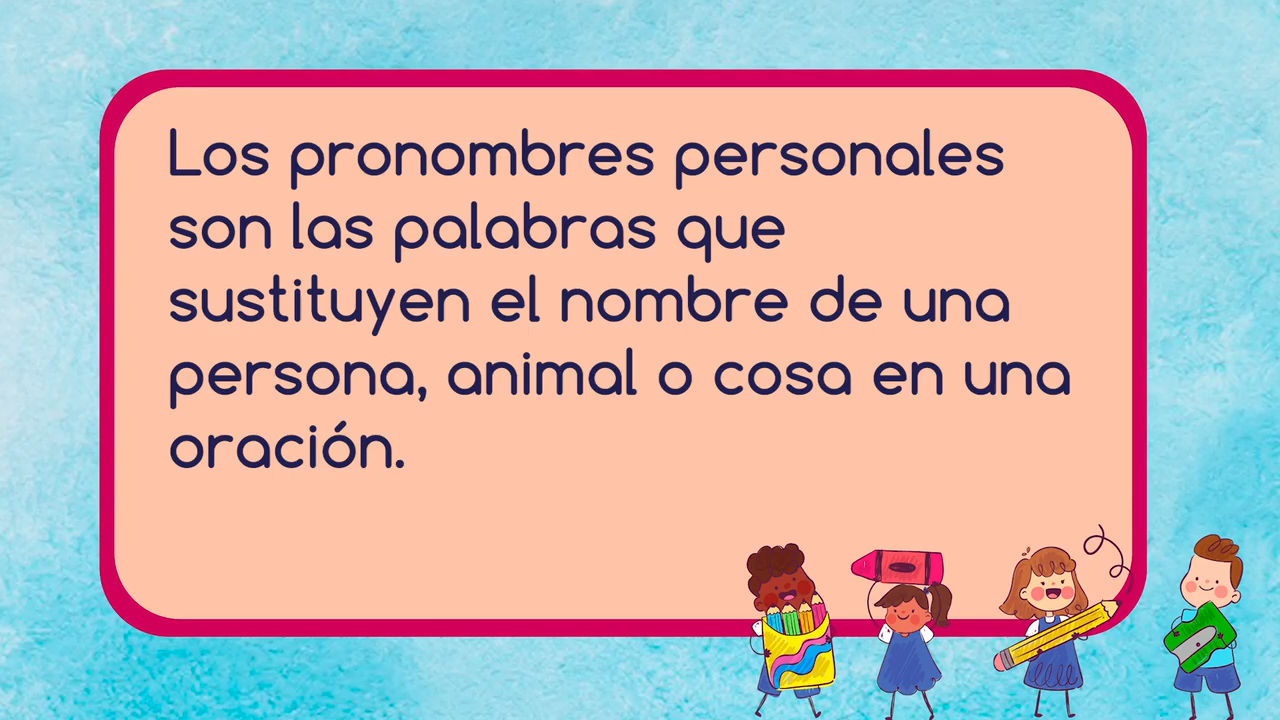 Los pronombres personales
son las palabras que
sustituyen el nombre de una
persona, animal o cosa en una
oración.